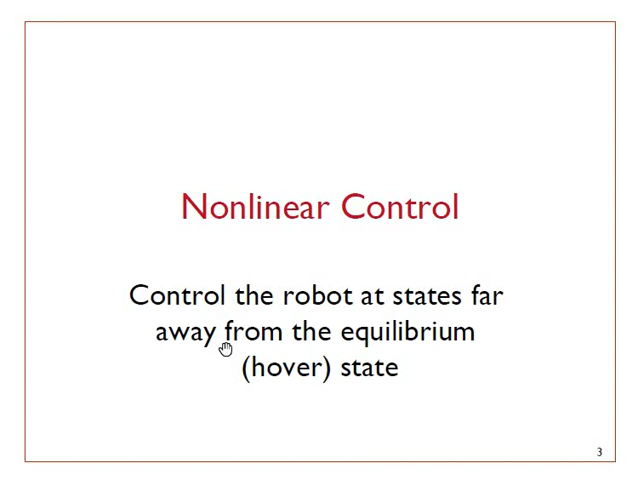 Nonlinear Control
Control the robot at states far
away from the equilibrium
(hover) state
3